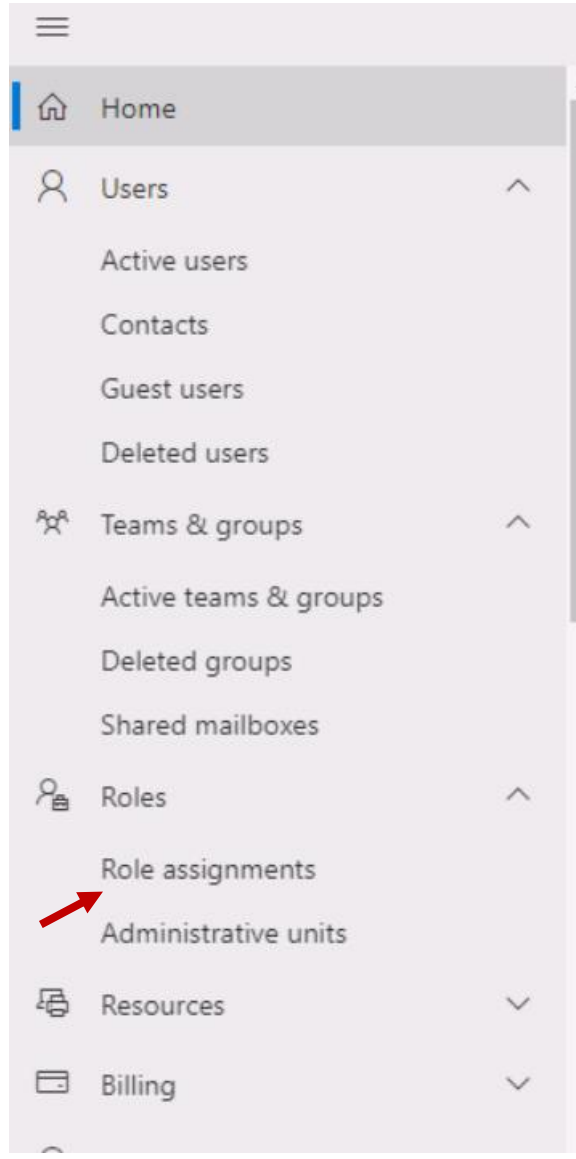 Home
Users
Active users
Contacts
Guest users
Deleted users
Teams & groups
Active teams & groups
Deleted groups
Shared mailboxes
Roles
Role assignments
Administrative units
Resources
Billing